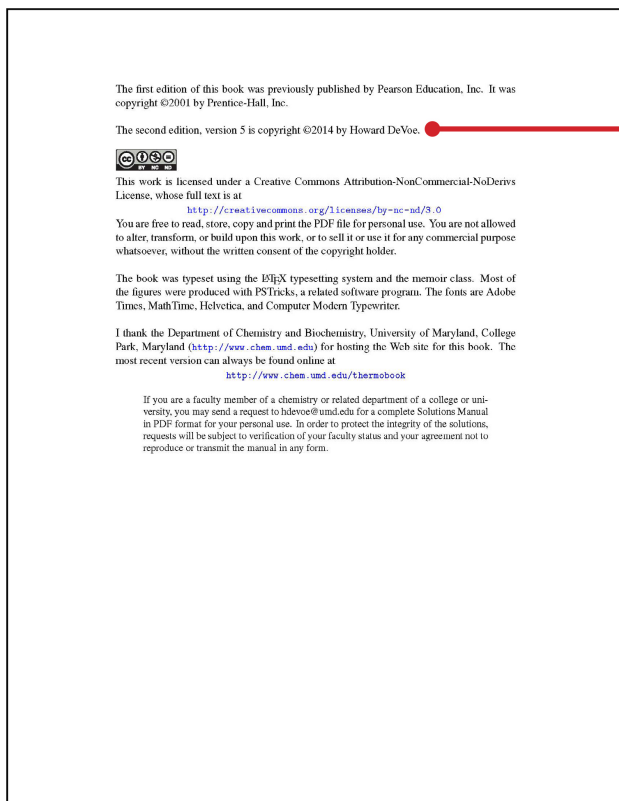 The first edition of this book was previously published by Pearson Education, Inc. It was
copyright ©2001 by Prentice-Hall, Inc.
The second edition, version 5 is copyright ©2014 by Howard DeVoe.
cc
BY NC ND
This work is licensed under a Creative Commons Attribution-NonCommercial-NoDerivs
License, whose full text is at
http://creativecommons.org/licenses/by-nc-nd/3.0
You are free to read, store, copy and print the PDF file for personal use. You are not allowed
to alter, transform, or build upon this work, or to sell it or use it for any commercial purpose
whatsoever, without the written consent of the copyright holder.
The book was typeset using the LATEX typesetting system and the memoir class. Most of
the figures were produced with PSTricks, a related software program. The fonts are Adobe
Times, MathTime, Helvetica, and Computer Modern Typewriter.
I thank the Department of Chemistry and Biochemistry, University of Maryland, College
Park, Maryland (http://www.chem.umd.edu) for hosting the Web site for this book. The
most recent version can always be found online at
http://www.chem.umd.edu/thermobook
If you are a faculty member of a chemistry or related department of a college or uni-
versity, you may send a request to hdevoe@umd.edu for a complete Solutions Manual
in PDF format for your personal use. In order to protect the integrity of the solutions,
requests will be subject to verification of your faculty status and your agreement not to
reproduce or transmit the manual in any form.